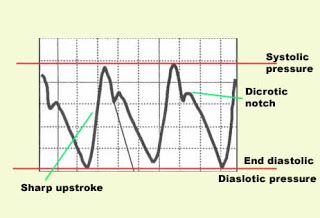 Systolic
pressure
Dicrotic
notch
End diastolic
Diaslotic pressure
Sharp upstroke